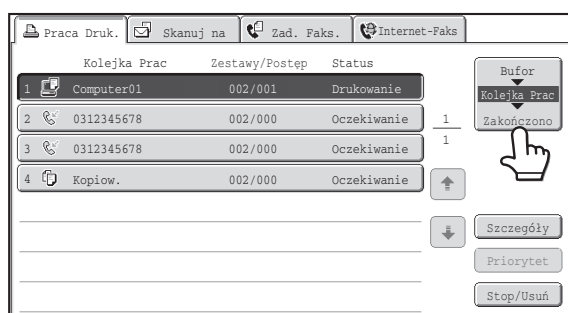 Praca Druk. Skanuj na Zad. Faks. Internet-Faks
Kolejka Prac Zestawy/Postęp Status
1 Computer01 002/001 Drukowanie
2 0312345678 002/000 Oczekiwanie
3 0312345678 002/000 Oczekiwanie
4 Kopiow. 002/000 Oczekiwanie
1
1
Bufor
Kolejka Prac
Zakończono
Szczegóły
Priorytet
Stop/Usuń